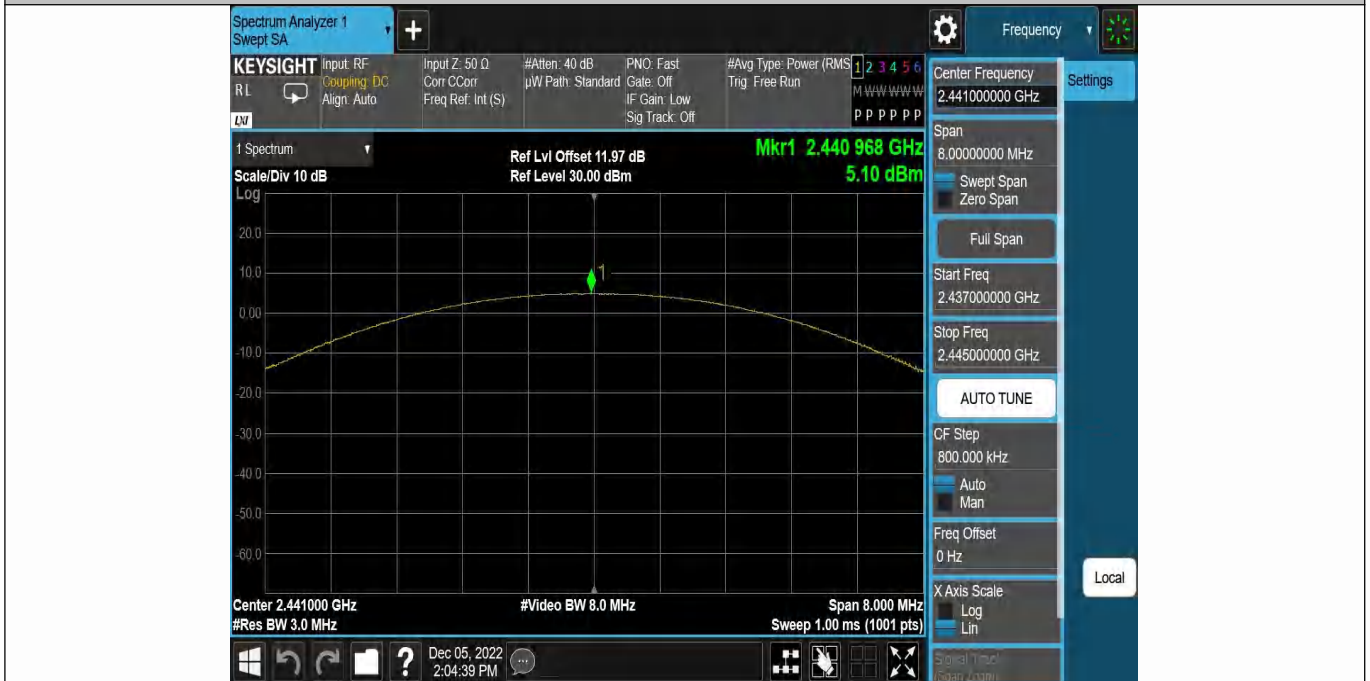 Spectrum Analyzer 1
Swept SA
+
Frequency
KEYSIGHT
RL
LXI
Input: RF
Coupling: DC
Align: Auto
Input Z: 50 Ω
Corr CCorr
Freq Ref: Int (S)
#Atten: 40 dB
µW Path: Standard
PNO: Fast
Gate: Off
IF Gain: Low
Sig Track: Off
#Avg Type: Power (RMS
Trig: Free Run
1 2 3 4 5 6
M W W W W W
P P P P P P
1 Spectrum
Scale/Div 10 dB
Log
Ref Lvl Offset 11.97 dB
Ref Level 30.00 dBm
Mkr1 2.440 968 GHz
5.10 dBm
20.0
10.0
0.00
-10.0
-20.0
-30.0
-40.0
-50.0
-60.0
1
Center 2.441000 GHz
#Res BW 3.0 MHz
#Video BW 8.0 MHz
Span 8.000 MHz
Sweep 1.00 ms (1001 pts)
Center Frequency
2.441000000 GHz
Settings
Span
8.00000000 MHz
Swept Span
Zero Span
Full Span
Start Freq
2.437000000 GHz
Stop Freq
2.445000000 GHz
AUTO TUNE
CF Step
800.000 kHz
Auto
Man
Freq Offset
0 Hz
X Axis Scale
Log
Lin
Signal Track
(Span Zoom)
Local
?
Dec 05, 2022
2:04:39 PM